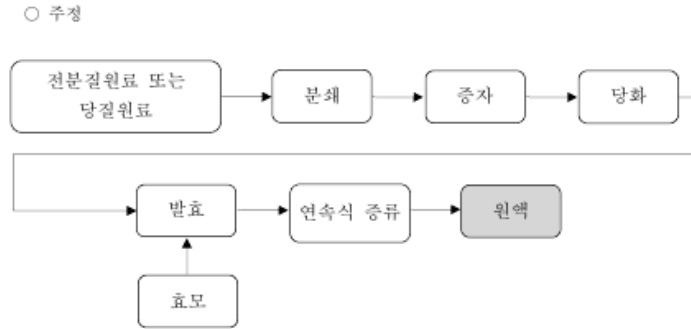 ○ 주정
전분질원료 또는
당질원료
분쇄
증자
당화
발효
연속식 증류
원액
효모